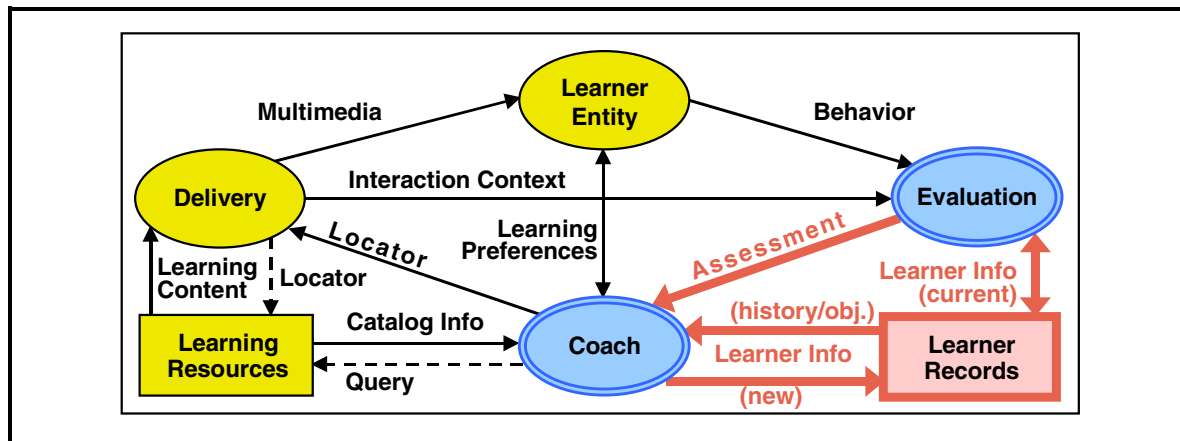 Learner
Entity
Multimedia
Behavior
Interaction Context
Delivery
Evaluation
Locator
Learning
Preferences
Assessment
Learning
Content
Locator
Learner Info
(current)
(history/obj.)
Catalog Info
Learning
Resources
Coach
Learner Info
Learner
Records
Query
(new)